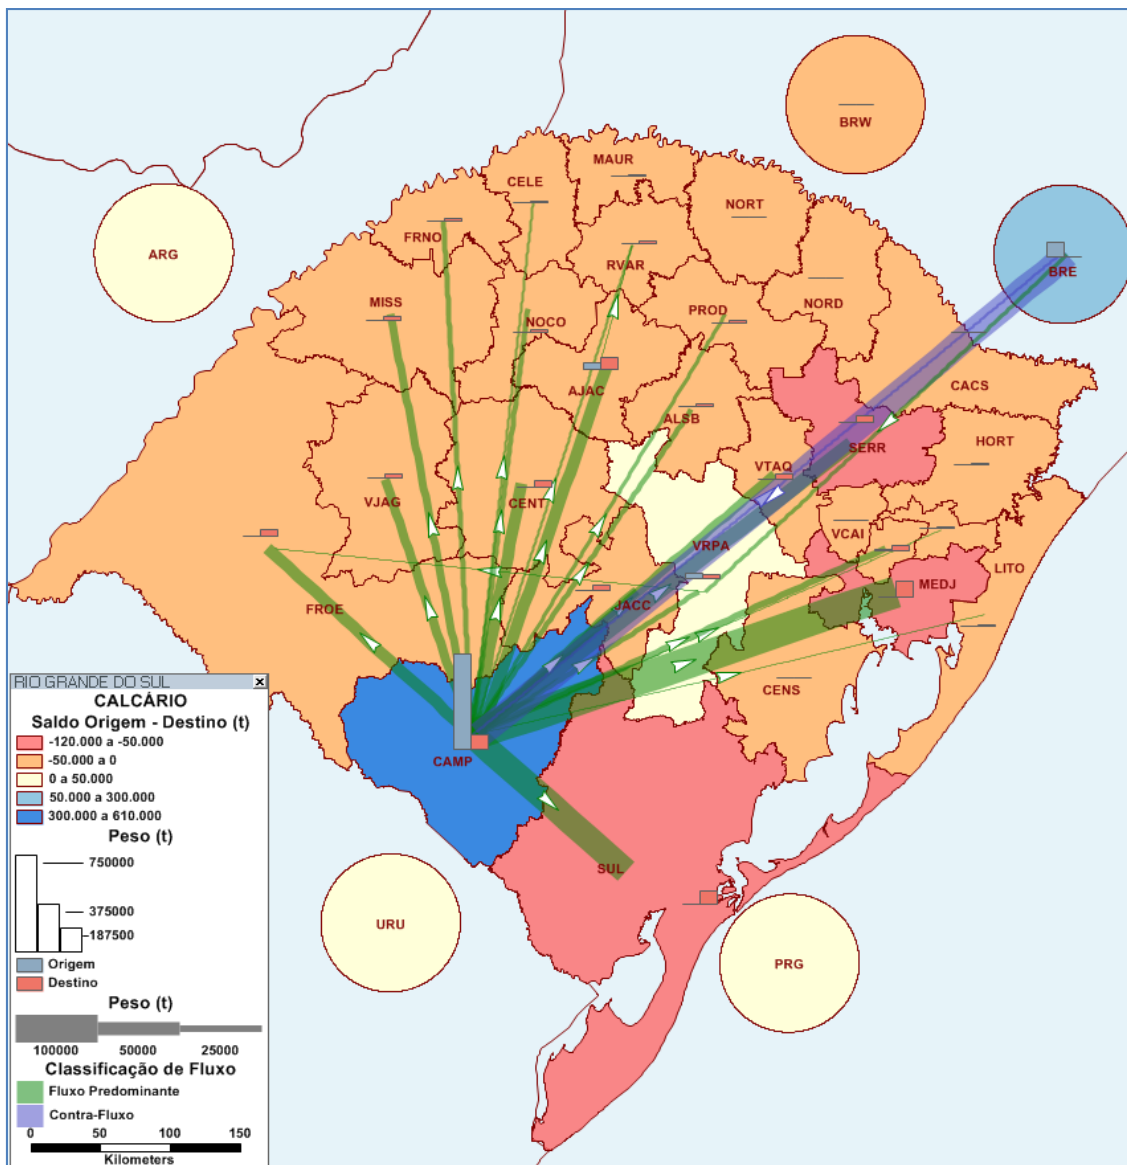 BRW
MAUR
CELE
NORT
FRNO
ARG
RVAR
BRE
MISS
NORD
PROD
NOCO
AJAC
CACS
ALSB
HORT
SERR
VTAQ
VJAG
CENT
VCAI
VRPA
LITO
MEDJ
FROE
JACC
CENS
CAMP
SUL
URU
PRG
RIO GRANDE DO SUL
CALCÁRIO
Saldo Origem - Destino (t)
-120.000 a -50.000
-50.000 a 0
0 a 50.000
50.000 a 300.000
300.000 a 610.000
Peso (t)
750000
375000
187500
Origem
Destino
Peso (t)
100000 50000 25000
Classificação de Fluxo
Fluxo Predominante
Contra-Fluxo
0 50 100 150
Kilometers